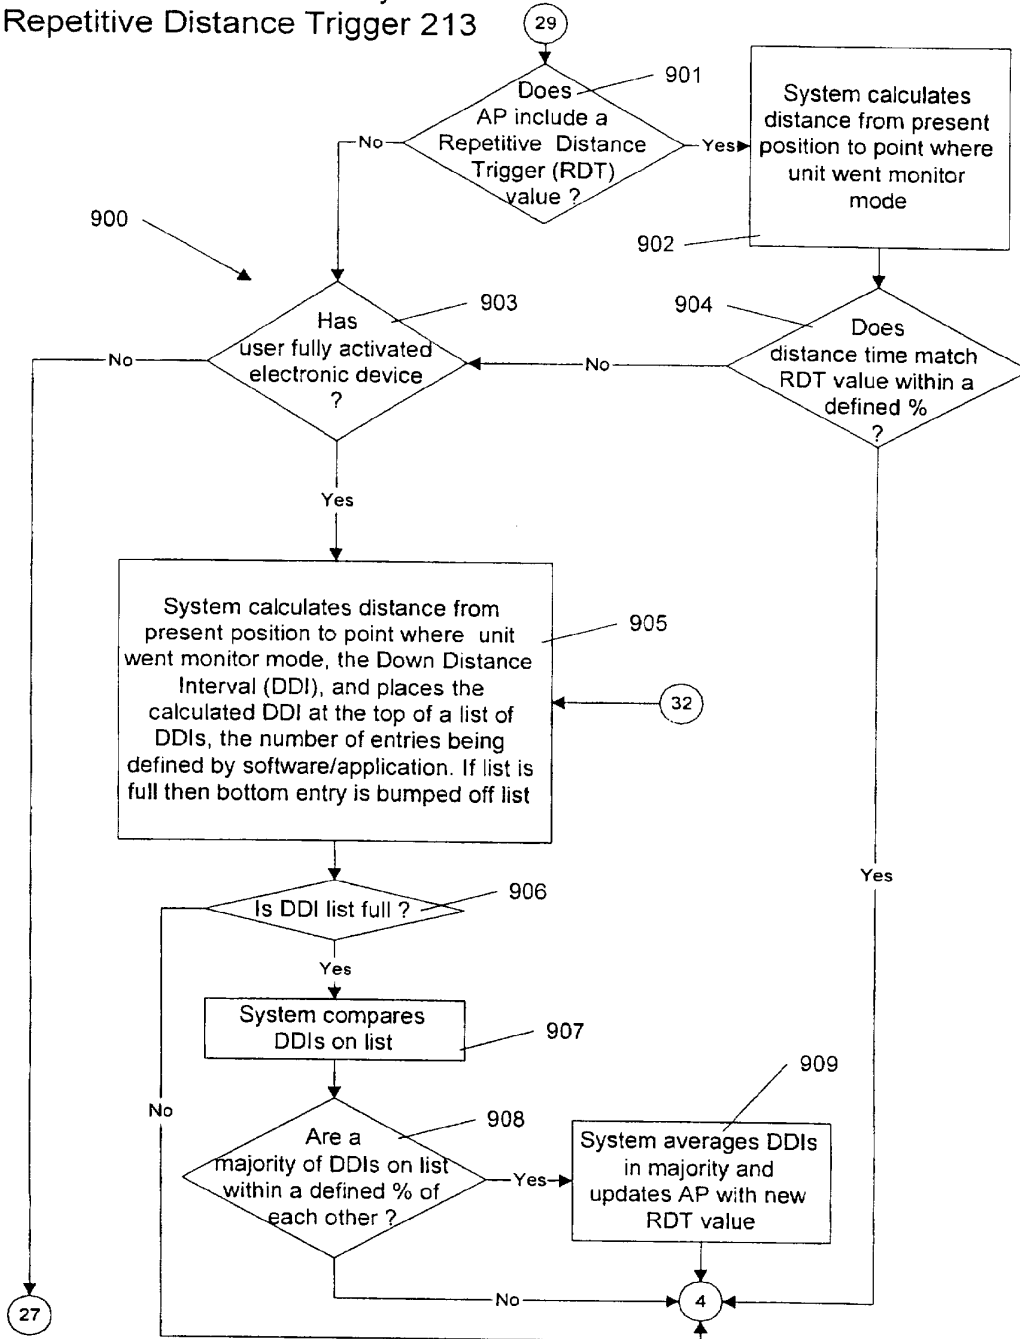 Repetitive Distance Trigger 213
29
901
Does
AP include a
Repetitive Distance
Trigger (RDT)
value ?
No
Yes
System calculates
distance from present
position to point where
unit went monitor
mode
902
900
903
Has
user fully activated
electronic device
?
No
904
Does
distance time match
RDT value within a
defined %
?
No
Yes
Yes
System calculates distance from
present position to point where unit
went monitor mode, the Down Distance
Interval (DDI), and places the
calculated DDI at the top of a list of
DDIs, the number of entries being
defined by software/application. If list is
full then bottom entry is bumped off list
905
32
Is DDI list full ?
906
Yes
No
System compares
DDIs on list
907
Are a
majority of DDIs on list
within a defined % of
each other ?
908
Yes
909
System averages DDIs
in majority and
updates AP with new
RDT value
No
4
27